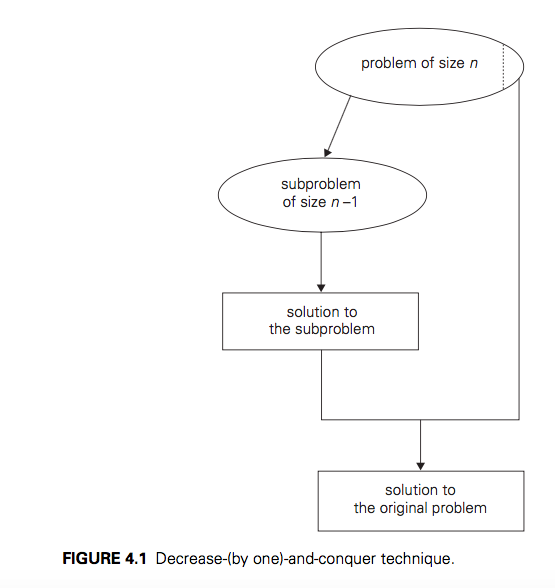 problem of size n
subproblem
of size n –1
solution to
the subproblem
solution to
the original problem
FIGURE 4.1 Decrease-(by one)-and-conquer technique.